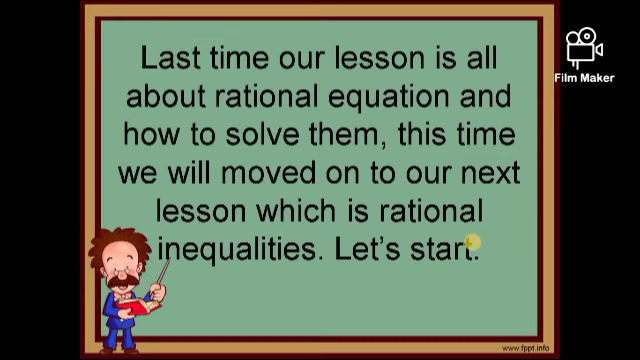 Last time our lesson is all
about rational equation and
how to solve them, this time
we will moved on to our next
lesson which is rational
inequalities. Let's start.
Film Maker
www.fppt.info